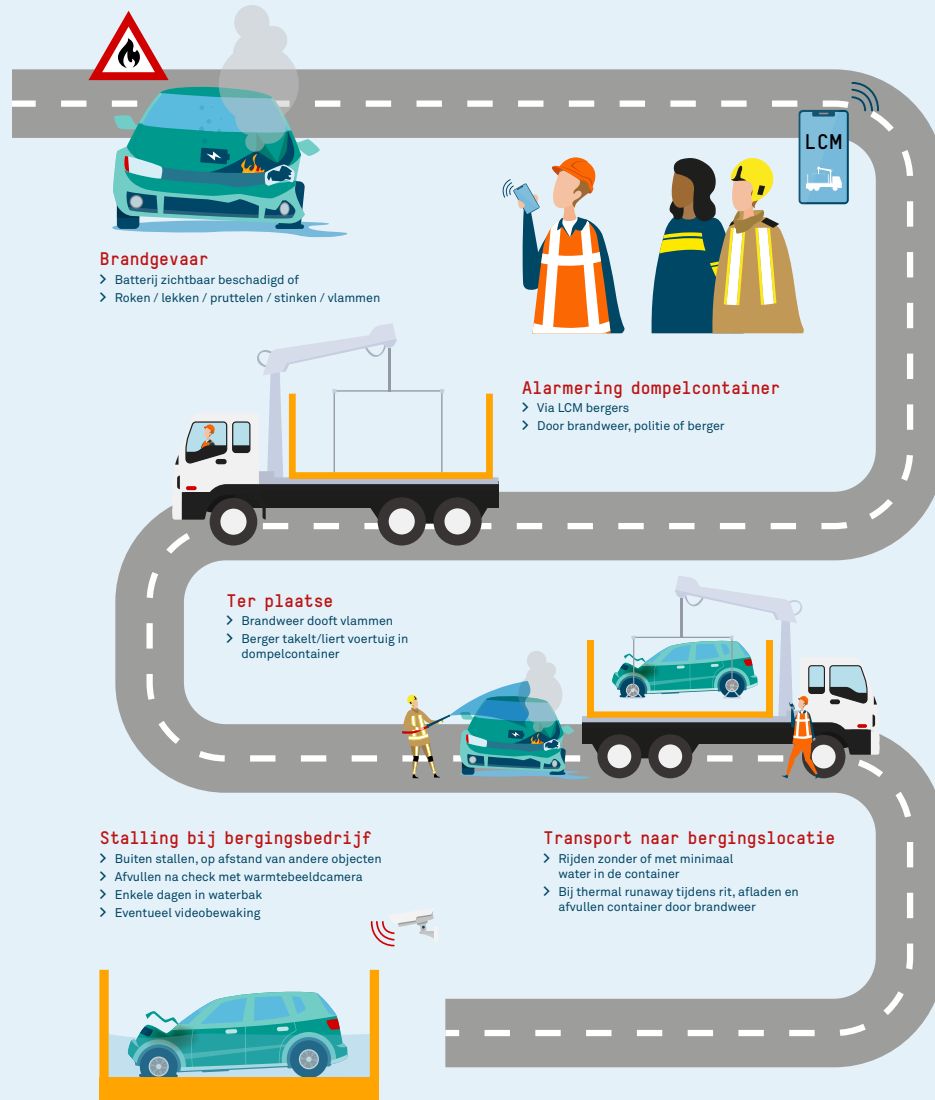 LCM
Brandgevaar
Batterij zichtbaar beschadigd of
Roken / lekken / pruttelen / stinken / vlammen
Alarmering dompelcontainer
Via LCM bergers
Door brandweer, politie of berger
Ter plaatse
Brandweer dooft vlammen
Berger takelt/liert voertuig in
dompelcontainer
Stalling bij bergingsbedrijf
Buiten stallen, op afstand van andere objecten
Afvullen na check met warmtebeeldcamera
Enkele dagen in waterbak
Eventueel videobewaking
Transport naar bergingslocatie
Rijden zonder of met minimaal
water in de container
Bij thermal runaway tijdens rit, afladen en
afvullen container door brandweer